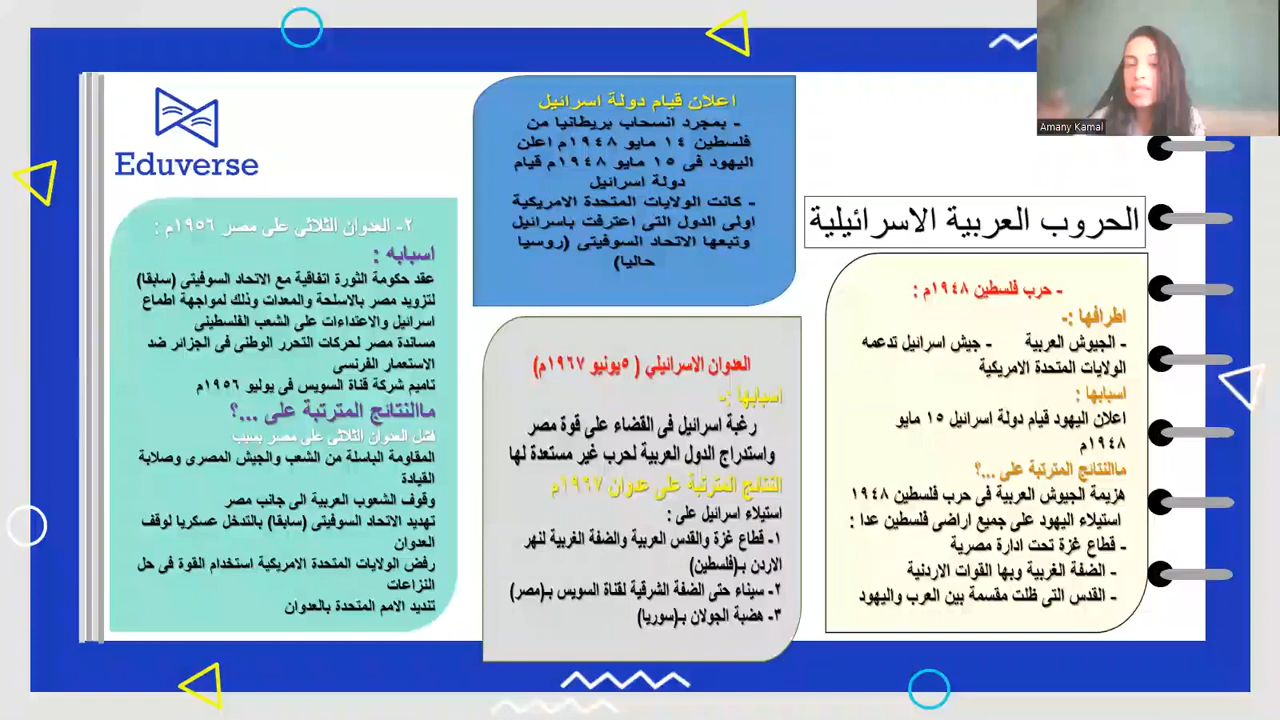 Amany Kamal
Eduverse
الحروب العربية الاسرائيلية
اعلان قيام دولة اسرائيل
- بمجرد انسحاب بريطانيا من
فلسطين ١٤ مايو ١٩٤٨م اعلن
اليهود فى ١٥ مايو ١٩٤٨م قيام
دولة اسرائيل
- كانت الولايات المتحدة الامريكية
اولى الدول التى اعترفت باسرائيل
وتبعها الاتحاد السوفيتى (روسيا
حاليا)
- حرب فلسطين ١٩٤٨م :
اطرافها :-
- الجيوش العربية - جيش اسرائيل تدعمه
الولايات المتحدة الامريكية
اسبابها :
اعلان اليهود قيام دولة اسرائيل ١٥ مايو
١٩٤٨م
ماالنتائج المترتبة على ...؟
هزيمة الجيوش العربية فى حرب فلسطين ١٩٤٨
استيلاء اليهود على جميع اراضى فلسطين عدا :
- قطاع غزة تحت ادارة مصرية
- الضفة الغربية وبها القوات الاردنية
- القدس التى ظلت مقسمة بين العرب واليهود
٢- العدوان الثلاثى على مصر ١٩٥٦م :
اسبابه :
عقد حكومة الثورة اتفاقية مع الاتحاد السوفيتى (سابقا)
لتزويد مصر بالاسلحة والمعدات وذلك لمواجهة اطماع
اسرائيل والاعتداءات على الشعب الفلسطينى
مساندة مصر لحركات التحرر الوطنى فى الجزائر ضد
الاستعمار الفرنسى
تاميم شركة قناة السويس فى يوليو ١٩٥٦م
ماالنتائج المترتبة على ...؟
فشل العدوان الثلاثى على مصر بسبب
المقاومة الباسلة من الشعب والجيش المصرى وصلابة
القيادة
وقوف الشعوب العربية الى جانب مصر
تهديد الاتحاد السوفيتى (سابقا) بالتدخل عسكريا لوقف
العدوان
رفض الولايات المتحدة الامريكية استخدام القوة فى حل
النزاعات
تنديد الامم المتحدة بالعدوان
العدوان الاسرائيلي ( ٥يونيو ١٩٦٧م)
اسبابها :-
رغبة اسرائيل فى القضاء على قوة مصر
واستدراج الدول العربية لحرب غير مستعدة لها
النتائج المترتبة على عدوان ١٩٦٧م
استيلاء اسرائيل على :
١- قطاع غزة والقدس العربية والضفة الغربية لنهر
الاردن بـ(فلسطين)
٢- سيناء حتى الضفة الشرقية لقناة السويس بـ(مصر)
٣- هضبة الجولان بـ(سوريا)